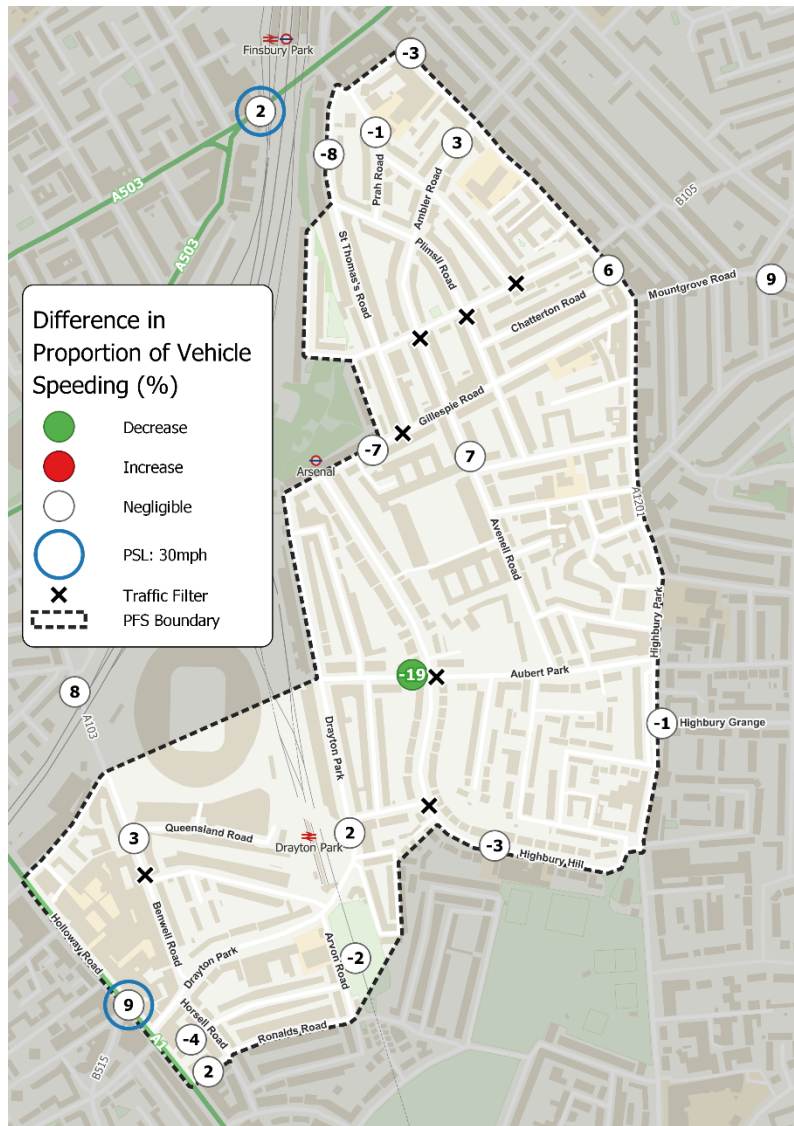 Finsbury Park
-3
2
-1
3
-8
A503
Prah Road
Ambler Road
B105
A503
St Thomas's Road
Plimsll Road
6
Mountgrove Road
9
Chatterton Road
Difference in
Proportion of Vehicle
Speeding (%)
Decrease
Increase
Negligible
PSL: 30mph
Traffic Filter
PFS Boundary
Gillespie Road
-7
7
Arsenal
A1201
Avenell Road
Highbury Park
-19
Aubert Park
8
A103
Drayton Park
-1
Highbury Grange
3
Queensland Road
2
Drayton Park
-3
Highbury Hill
Benwell Road
Holloway Road
Drayton Park
Arvon Road
-2
9
Horsell Road
Ronalds Road
A1
-4
B515
2